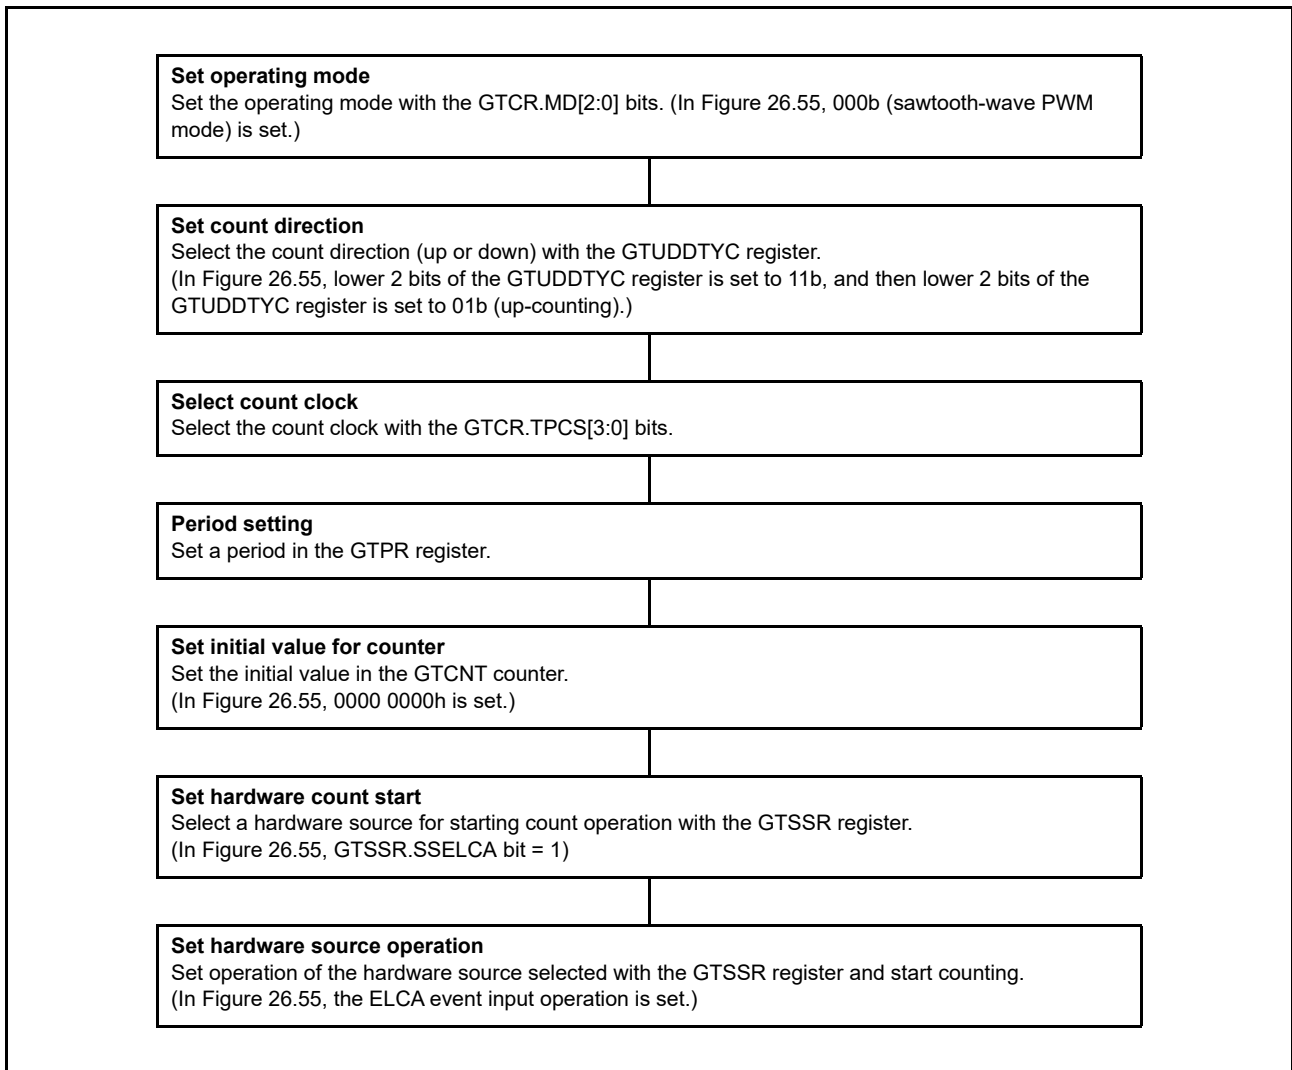 Set operating mode
Set the operating mode with the GTCR.MD[2:0] bits. (In Figure 26.55, 000b (sawtooth-wave PWM
mode) is set.)
Set count direction
Select the count direction (up or down) with the GTUDDTYC register.
(In Figure 26.55, lower 2 bits of the GTUDDTYC register is set to 11b, and then lower 2 bits of the
GTUDDTYC register is set to 01b (up-counting).)
Select count clock
Select the count clock with the GTCR.TPCS[3:0] bits.
Period setting
Set a period in the GTPR register.
Set initial value for counter
Set the initial value in the GTCNT counter.
(In Figure 26.55, 0000 0000h is set.)
Set hardware count start
Select a hardware source for starting count operation with the GTSSR register.
(In Figure 26.55, GTSSR.SSELCA bit = 1)
Set hardware source operation
Set operation of the hardware source selected with the GTSSR register and start counting.
(In Figure 26.55, the ELCA event input operation is set.)